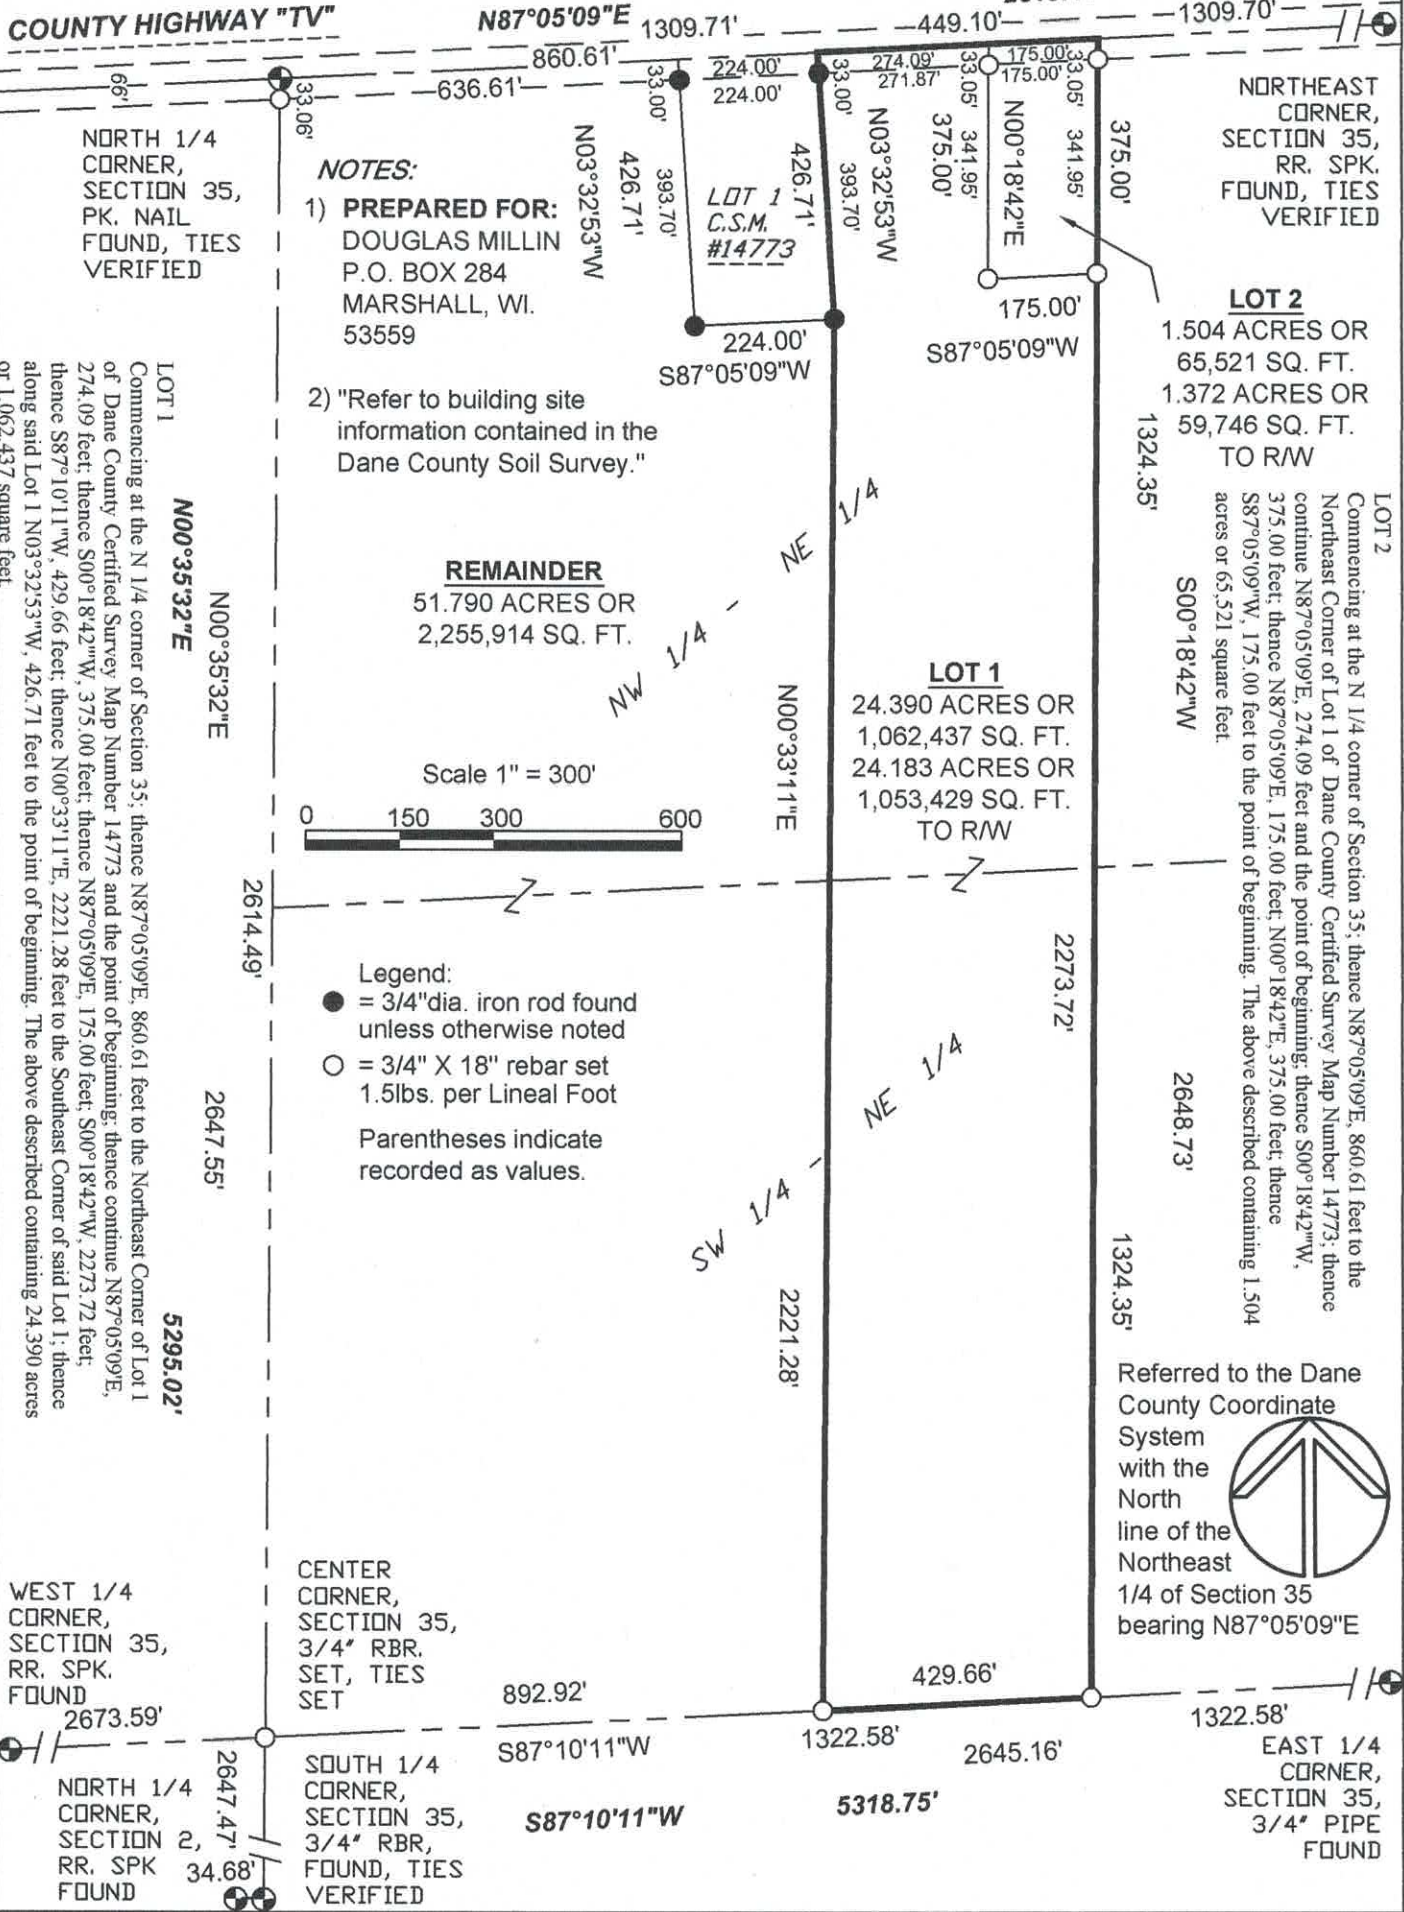 COUNTY HIGHWAY "TV"
N87°05'09"E
1309.71'
449.10'
1309.70'
860.61'
636.61'
66'
33.06'
33.00'
224.00'
224.00'
33.00'
274.09'
271.87'
33.05'
175.00'
175.00'
33.05'
NORTH 1/4
CORNER,
SECTION 35,
PK. NAIL
FOUND, TIES
VERIFIED
NOTES:
1) PREPARED FOR:
DOUGLAS MILLIN
P.O. BOX 284
MARSHALL, WI.
53559
2) "Refer to building site
information contained in the
Dane County Soil Survey."
N03°32'53"W
426.71'
393.70'
LOT 1
C.S.M.
#14773
426.71'
393.70'
N03°32'53"W
224.00'
S87°05'09"W
375.00'
341.95'
N00°18'42"E
341.95'
375.00'
175.00'
S87°05'09"W
NORTHEAST
CORNER,
SECTION 35,
RR. SPK.
FOUND, TIES
VERIFIED
LOT 2
1.504 ACRES OR
65,521 SQ. FT.
1.372 ACRES OR
59,746 SQ. FT.
TO R/W
1324.35'
S00°18'42"W
LOT 2
Commencing at the N 1/4 corner of Section 35; thence N87°05'09"E, 860.61 feet to the
Northeast Corner of Lot 1 of Dane County Certified Survey Map Number 14773; thence
continue N87°05'09"E, 274.09 feet and the point of beginning; thence S00°18'42"W,
375.00 feet; thence N87°05'09"E, 175.00 feet; N00°18'42"E, 375.00 feet; thence
S87°05'09"W, 175.00 feet to the point of beginning. The above described containing 1.504
acres or 65,521 square feet.
LOT 1
Commencing at the N 1/4 corner of Section 35; thence N87°05'09"E, 860.61 feet to the Northeast Corner of Lot 1
of Dane County Certified Survey Map Number 14773 and the point of beginning; thence continue N87°05'09"E,
274.09 feet; thence S00°18'42"W, 375.00 feet; thence N87°05'09"E, 175.00 feet; S00°18'42"W, 2273.72 feet;
thence S87°10'11"W, 429.66 feet; thence N00°33'11"E, 2221.28 feet to the Southeast Corner of said Lot 1; thence
along said Lot 1 N03°32'53"W, 426.71 feet to the point of beginning. The above described containing 24.390 acres
or 1,062,437 square feet.
N00°35'32"E
5295.02'
N00°35'32"E
2647.55'
2614.49'
REMAINDER
51.790 ACRES OR
2,255,914 SQ. FT.
NW 1/4 - NE 1/4
Scale 1" = 300'
0 150 300 600
N00°33'11"E
LOT 1
24.390 ACRES OR
1,062,437 SQ. FT.
24.183 ACRES OR
1,053,429 SQ. FT.
TO R/W
Legend:
= 3/4"dia. iron rod found
unless otherwise noted
= 3/4" X 18" rebar set
1.5lbs. per Lineal Foot
Parentheses indicate
recorded as values.
SW 1/4 - NE 1/4
2221.28'
2273.72'
2648.73'
1324.35'
Referred to the Dane
County Coordinate
System
with the
North
line of the
Northeast
1/4 of Section 35
bearing N87°05'09"E
WEST 1/4
CORNER,
SECTION 35,
RR. SPK.
FOUND
2673.59'
CENTER
CORNER,
SECTION 35,
3/4" RBR.
SET, TIES
SET
892.92'
S87°10'11"W
429.66'
1322.58'
2645.16'
1322.58'
S87°10'11"W
5318.75'
NORTH 1/4
CORNER,
SECTION 2,
RR. SPK
FOUND
2647.47'
34.68'
SOUTH 1/4
CORNER,
SECTION 35,
3/4" RBR,
FOUND, TIES
VERIFIED
EAST 1/4
CORNER,
SECTION 35,
3/4" PIPE
FOUND